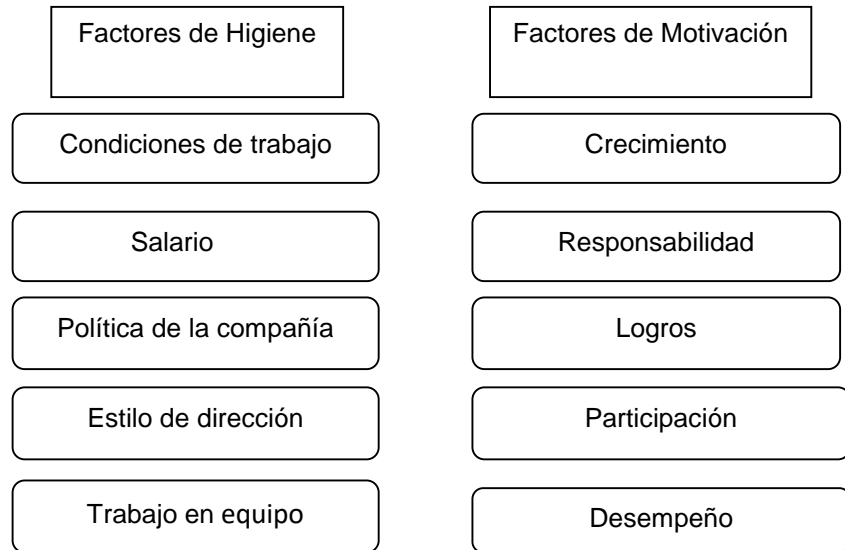 Factores de Higiene
Factores de Motivación
Condiciones de trabajo
Crecimiento
Salario
Responsabilidad
Política de la compañía
Logros
Estilo de dirección
Participación
Trabajo en equipo
Desempeño